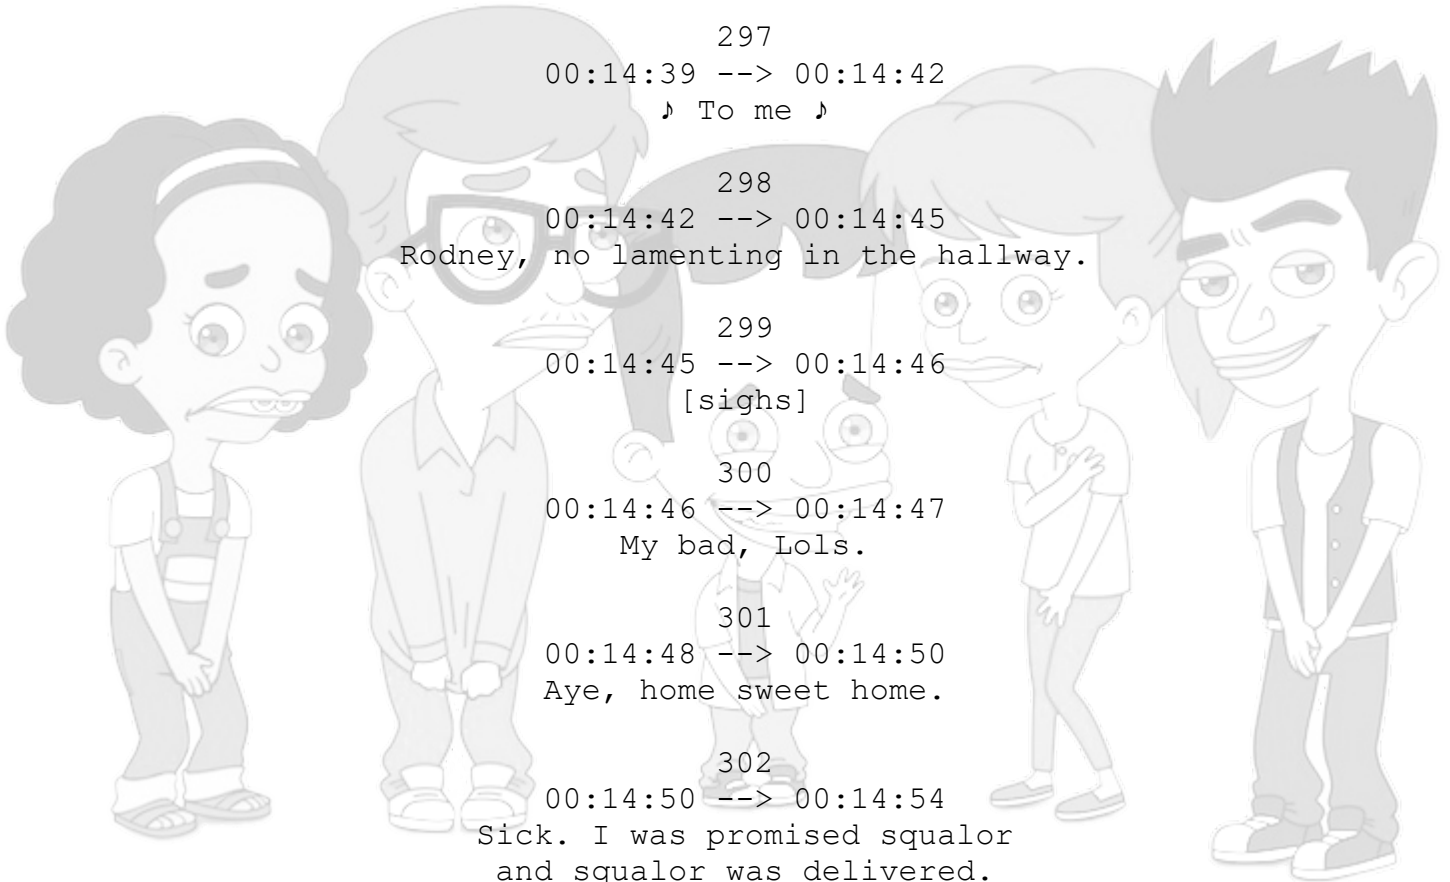 297
00:14:39 --> 00:14:42
♪ To me ♪
298
00:14:42 --> 00:14:45
Rodney, no lamenting in the hallway.
299
00:14:45 --> 00:14:46
[sighs]
300
00:14:46 --> 00:14:47
My bad, Lols.
301
00:14:48 --> 00:14:50
Aye, home sweet home.
302
00:14:50 --> 00:14:54
Sick. I was promised squalor
and squalor was delivered.